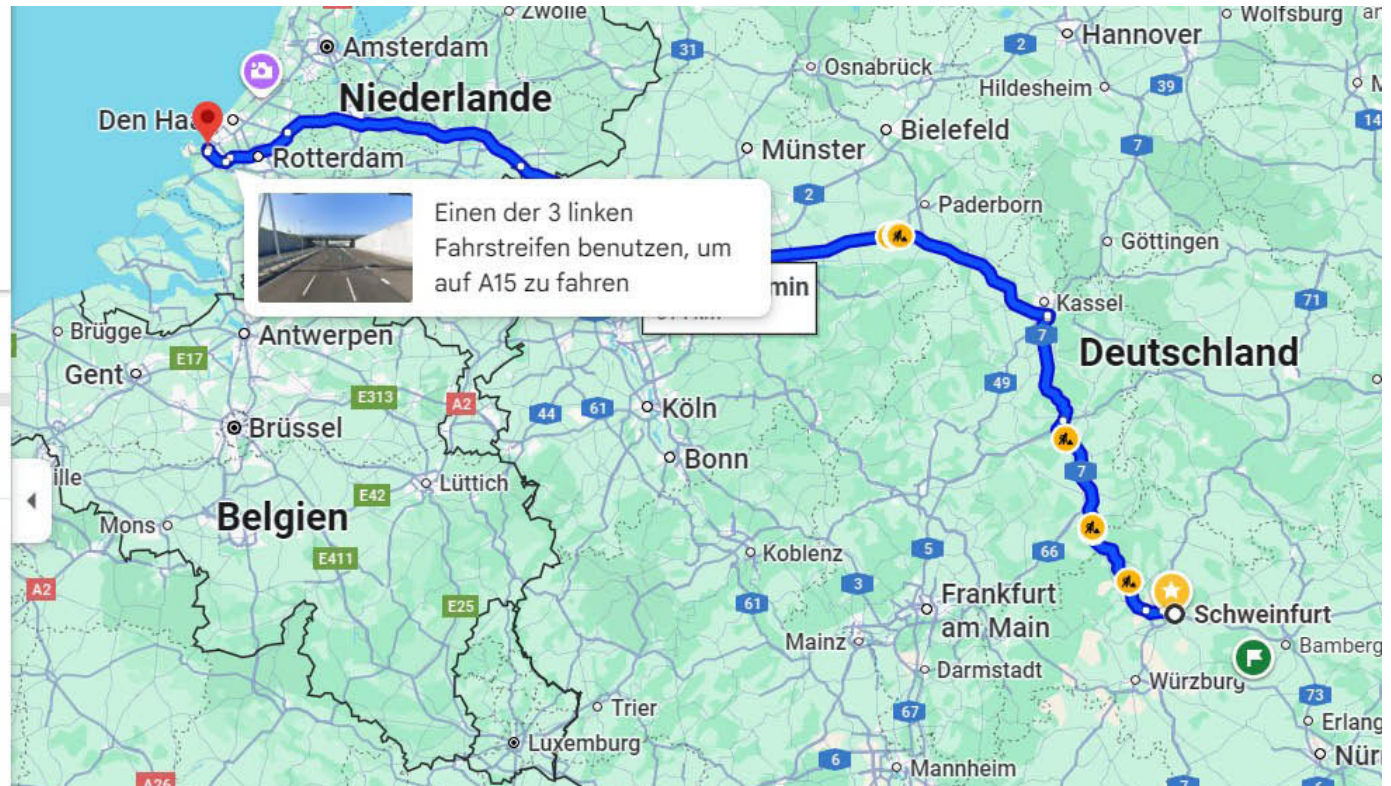 Zwolle
Wolfsburg
Amsterdam
31
2
Hannover
Osnabrück
Hildesheim
39
Niederlande
14
Den Haa
Bielefeld
7
Rotterdam
Münster
2
Paderborn
Einen der 3 linken
Fahrstreifen benutzen, um
auf A15 zu fahren
Göttingen
min
71
Kassel
Brügge
Antwerpen
7
E17
Deutschland
Gent
49
E313
A2
44
61
Köln
Brüssel
Bonn
7
ille
Lüttich
E42
Mons
Belgien
Koblenz
5
66
E411
3
A2
Frankfurt
am Main
E25
61
Schweinfurt
Mainz
Bamberg
Darmstadt
Würzburg
73
Trier
67
Erlang
Luxemburg
6
Nür
Mannheim
A26
7
6